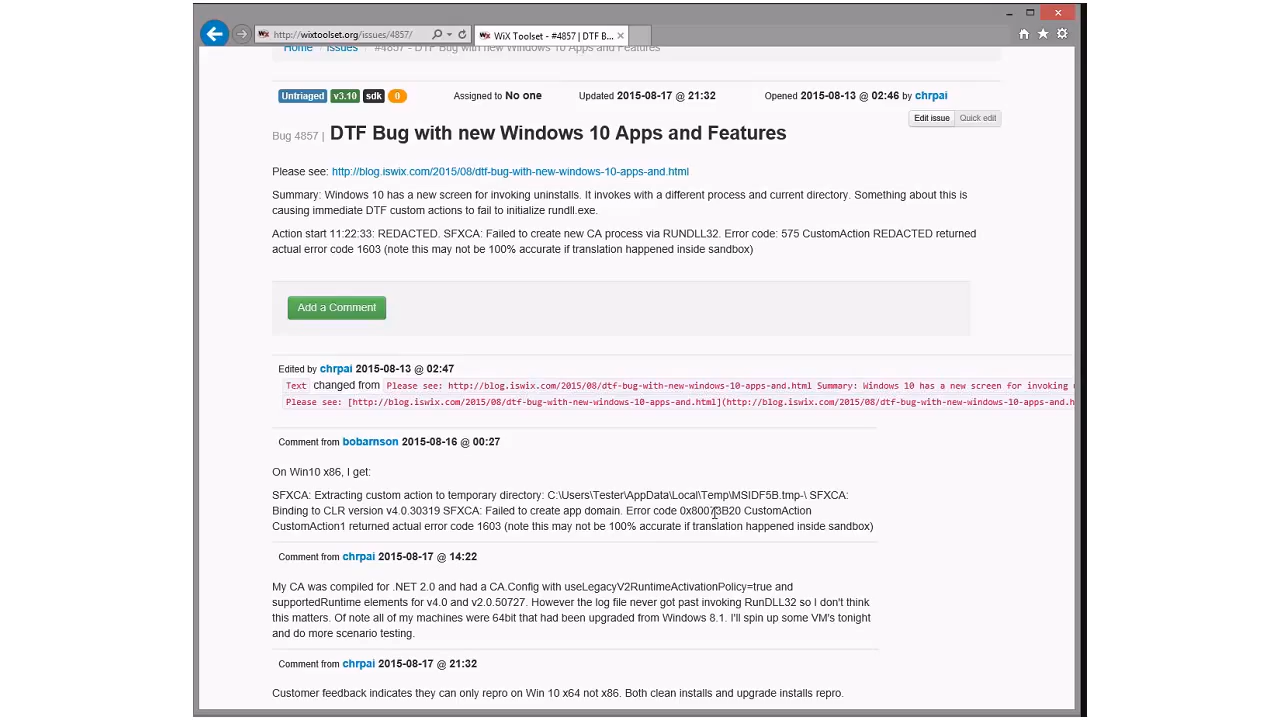 http://wixtoolset.org/issues/4857/
WiX Toolset - #4857 | DTF B...
Home Issues #4857 - DTF Bug with new Windows 10 Apps and Features
Untriaged v3.10 sdk 0 Assigned to No one Updated 2015-08-17 @ 21:32 Opened 2015-08-13 @ 02:46 by chrpai
Edit issue Quick edit
Bug 4857 | DTF Bug with new Windows 10 Apps and Features
Please see: http://blog.iswix.com/2015/08/dtf-bug-with-new-windows-10-apps-and.html
Summary: Windows 10 has a new screen for invoking uninstalls. It invokes with a different process and current directory. Something about this is
causing immediate DTF custom actions to fail to initialize rundll.exe.
Action start 11:22:33: REDACTED. SFXCA: Failed to create new CA process via RUNDLL32. Error code: 575 CustomAction REDACTED returned
actual error code 1603 (note this may not be 100% accurate if translation happened inside sandbox)
Add a Comment
Edited by chrpai 2015-08-13 @ 02:47
Text changed from Please see: http://blog.iswix.com/2015/08/dtf-bug-with-new-windows-10-apps-and.html Summary: Windows 10 has a new screen for invoking
Please see: [http://blog.iswix.com/2015/08/dtf-bug-with-new-windows-10-apps-and.html](http://blog.iswix.com/2015/08/dtf-bug-with-new-windows-10-apps-and.h
Comment from bobarnson 2015-08-16 @ 00:27
On Win10 x86, I get:
SFXCA: Extracting custom action to temporary directory: C:\Users\Tester\AppData\Local\Temp\MSIDF5B.tmp-\ SFXCA:
Binding to CLR version v4.0.30319 SFXCA: Failed to create app domain. Error code 0x80073B20 CustomAction
CustomAction1 returned actual error code 1603 (note this may not be 100% accurate if translation happened inside sandbox)
Comment from chrpai 2015-08-17 @ 14:22
My CA was compiled for .NET 2.0 and had a CA.Config with useLegacyV2RuntimeActivationPolicy=true and
supportedRuntime elements for v4.0 and v2.0.50727. However the log file never got past invoking RunDLL32 so I don't think
this matters. Of note all of my machines were 64bit that had been upgraded from Windows 8.1. I'll spin up some VM's tonight
and do more scenario testing.
Comment from chrpai 2015-08-17 @ 21:32
Customer feedback indicates they can only repro on Win 10 x64 not x86. Both clean installs and upgrade installs repro.